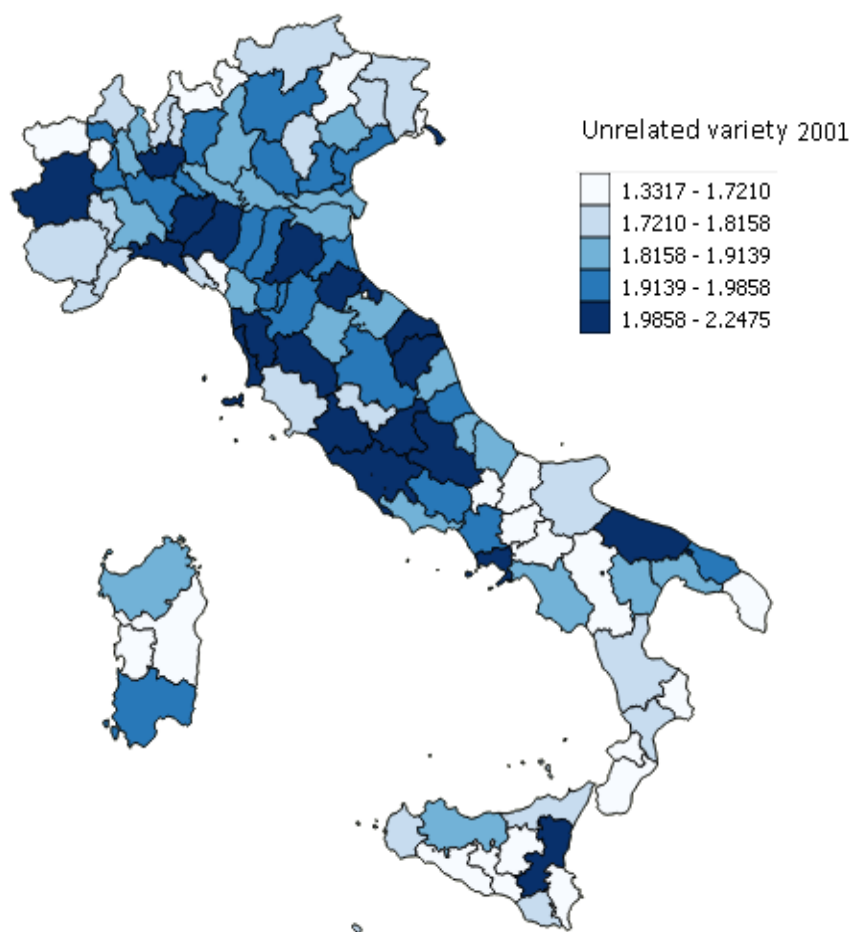 Unrelated variety 2001
1.3317 - 1.7210
1.7210 - 1.8158
1.8158 - 1.9139
1.9139 - 1.9858
1.9858 - 2.2475